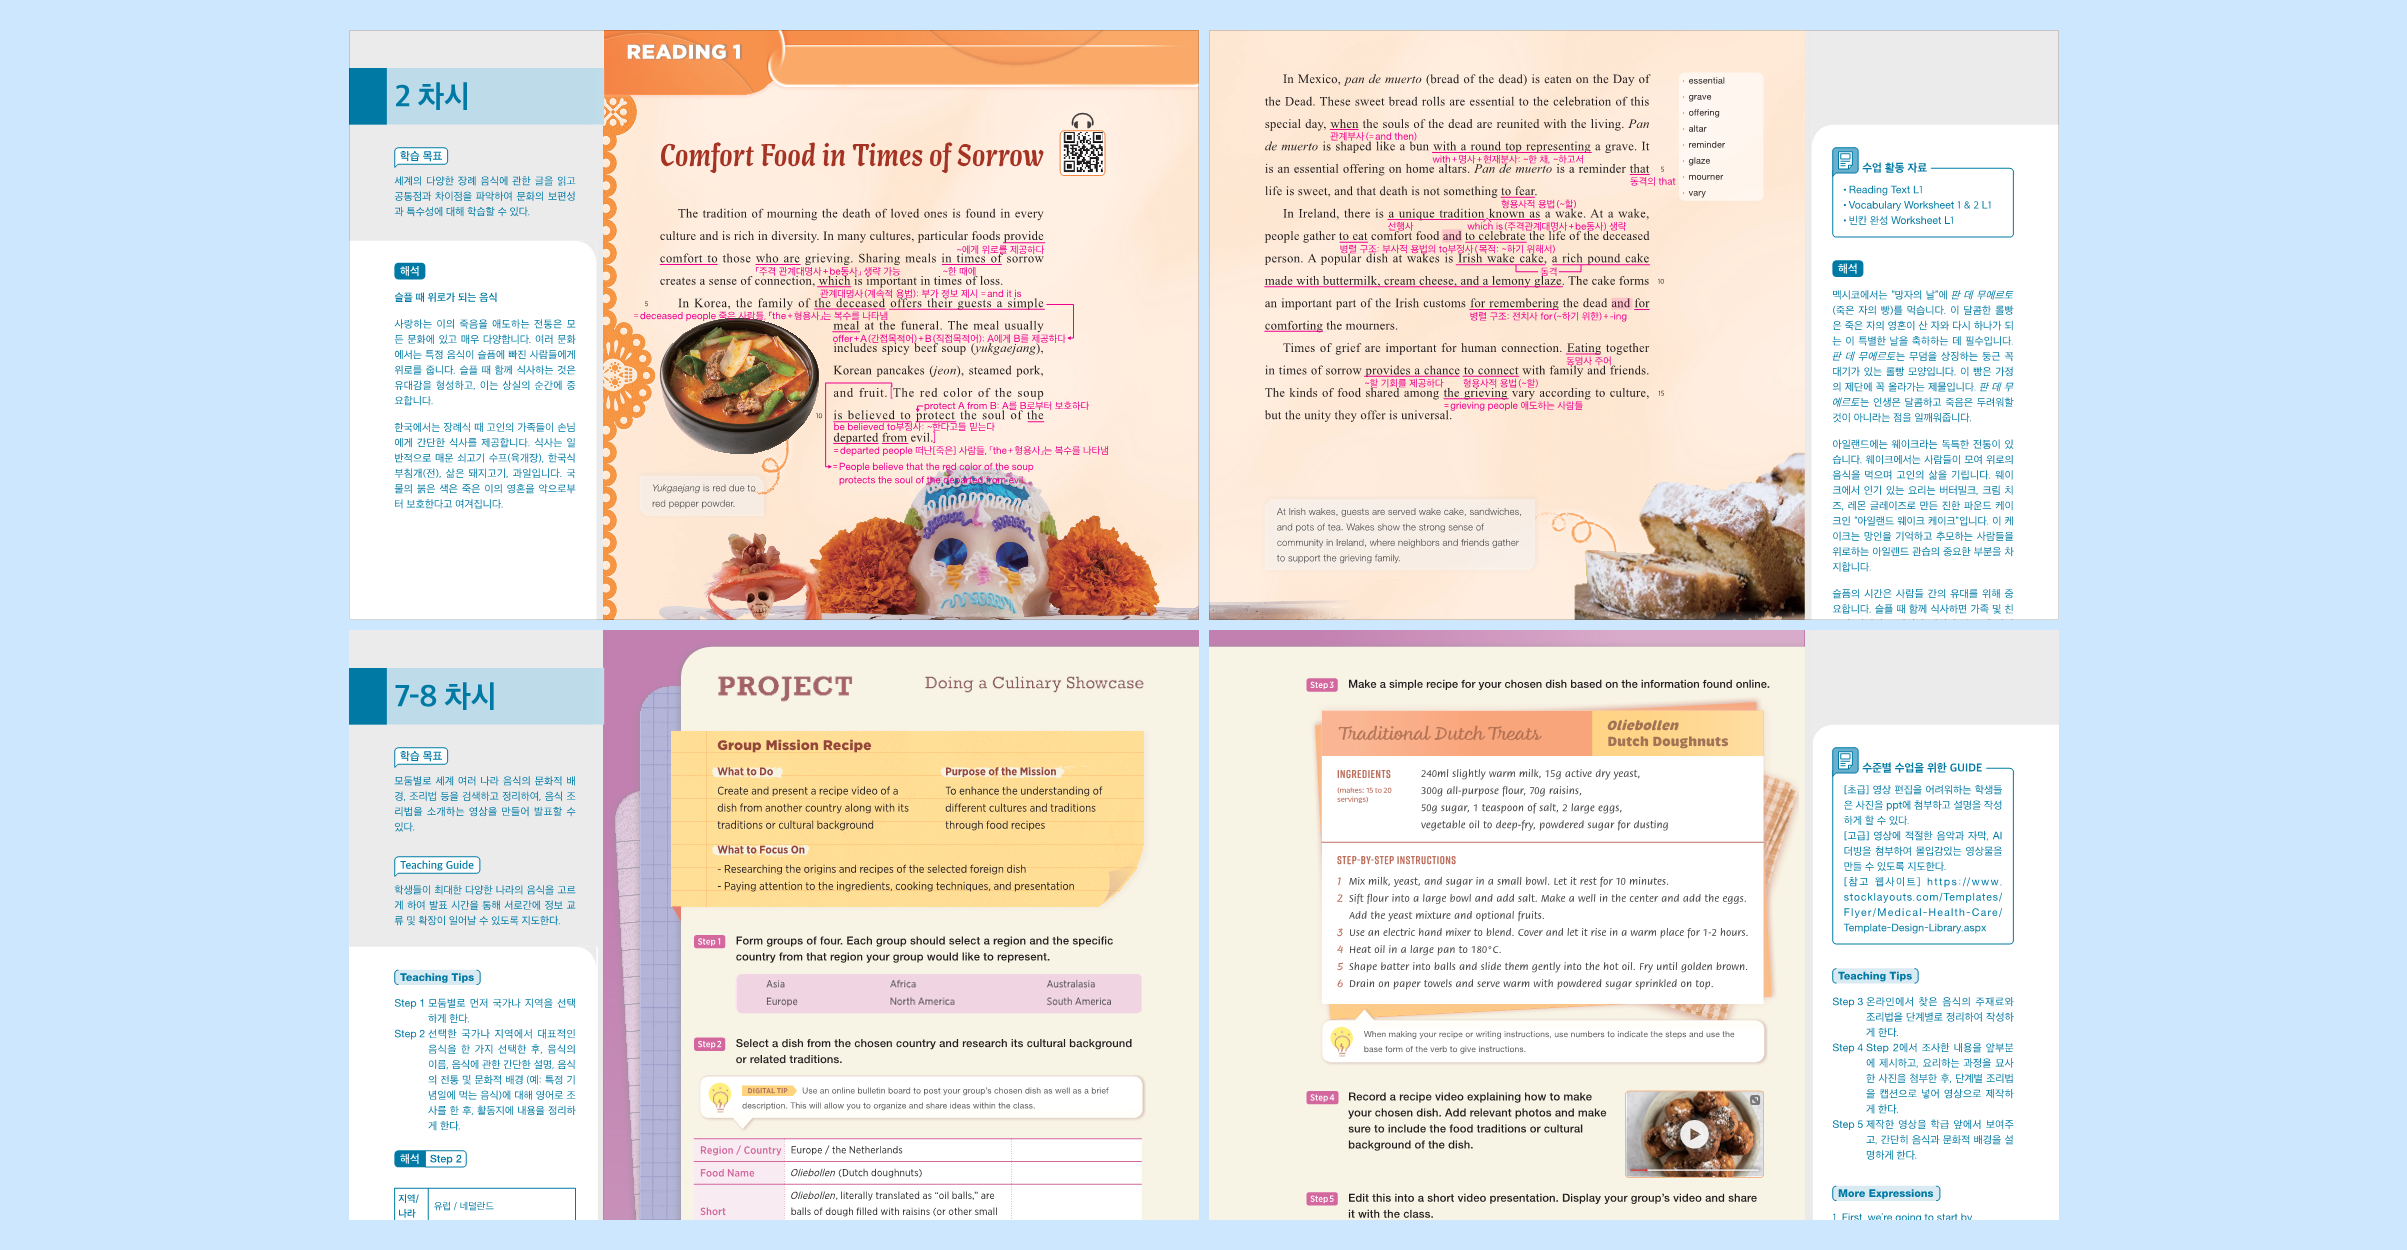 READING 1
2 차시
학습 목표
세계의 다양한 장례 음식에 관한 글을 읽고
공통점과 차이점을 파악하여 문화의 보편성
과 특수성에 대해 학습할 수 있다.
해석
슬플 때 위로가 되는 음식
사랑하는 이의 죽음을 애도하는 전통은 모
든 문화에 있고 매우 다양합니다. 여러 문화
에서는 특정 음식이 슬픔에 빠진 사람들에게
위로를 줍니다. 슬플 때 함께 식사하는 것은
유대감을 형성하고, 이는 상실의 순간에 중
요합니다.
한국에서는 장례식 때 고인의 가족들이 손님
에게 간단한 식사를 제공합니다. 식사는 일
반적으로 매운 쇠고기 수프(육개장), 한국식
부침개(전), 삶은 돼지고기, 과일입니다. 국
물의 붉은 색은 죽은 이의 영혼을 악으로부
터 보호한다고 여겨집니다.
Comfort Food in Times of Sorrow
The tradition of mourning the death of loved ones is found in every
culture and is rich in diversity. In many cultures, particular foods provide
~에게 위로를 제공하다
comfort to those who are grieving. Sharing meals in times of sorrow
「주격 관계대명사+be동사」 생략 가능 ~한 때에
creates a sense of connection, which is important in times of loss.
관계대명사(계속적 용법): 부가 정보 제시 =and it is
5 In Korea, the family of the deceased offers their guests a simple
=deceased people 죽은 사람들, 「the+형용사」는 복수를 나타냄
meal at the funeral. The meal usually
offer+A(간접목적어)+B(직접목적어): A에게 B를 제공하다
includes spicy beef soup (yukgaejang),
Korean pancakes (jeon), steamed pork,
and fruit. [The red color of the soup
protect A from B: A를 B로부터 보호하다
10 is believed to protect the soul of the
be believed to부정사: ~한다고들 믿는다
departed from evil.]
=departed people 떠난[죽은] 사람들, 「the+형용사」는 복수를 나타냄
=People believe that the red color of the soup
protects the soul of the departed from evil.
Yukgaejang is red due to
red pepper powder.
In Mexico, pan de muerto (bread of the dead) is eaten on the Day of
the Dead. These sweet bread rolls are essential to the celebration of this
special day, when the souls of the dead are reunited with the living. Pan
관계부사(=and then)
de muerto is shaped like a bun with a round top representing a grave. It
with+명사+현재분사: ~한 채, ~하고서
is an essential offering on home altars. Pan de muerto is a reminder that 5
동격의 that
life is sweet, and that death is not something to fear.
형용사적 용법(~할)
In Ireland, there is a unique tradition known as a wake. At a wake,
선행사 which is(주격관계대명사+be동사) 생략
people gather to eat comfort food and to celebrate the life of the deceased
병렬 구조: 부사적 용법의 to부정사(목적: ~하기 위해서)
person. A popular dish at wakes is Irish wake cake, a rich pound cake
동격
made with buttermilk, cream cheese, and a lemony glaze. The cake forms 10
an important part of the Irish customs for remembering the dead and for
병렬 구조: 전치사 for(~하기 위한)+-ing
comforting the mourners.
Times of grief are important for human connection. Eating together
동명사 주어
in times of sorrow provides a chance to connect with family and friends.
~할 기회를 제공하다 형용사적 용법(~할)
The kinds of food shared among the grieving vary according to culture, 15
=grieving people 애도하는 사람들
but the unity they offer is universal.
· essential
· grave
· offering
· altar
· reminder
· glaze
· mourner
· vary
At Irish wakes, guests are served wake cake, sandwiches,
and pots of tea. Wakes show the strong sense of
community in Ireland, where neighbors and friends gather
to support the grieving family.
수업 활동 자료
• Reading Text L1
• Vocabulary Worksheet 1 & 2 L1
• 빈칸 완성 Worksheet L1
해석
멕시코에서는 "망자의 날"에 판 데 무에르토
(죽은 자의 빵)를 먹습니다. 이 달콤한 롤빵
은 죽은 자의 영혼이 산 자와 다시 하나가 되
는 이 특별한 날을 축하하는 데 필수입니다.
판 데 무에르토는 무덤을 상징하는 둥근 꼭
대기가 있는 롤빵 모양입니다. 이 빵은 가정
의 제단에 꼭 올라가는 제물입니다. 판 데 무
에르토는 인생은 달콤하고 죽음은 두려워할
것이 아니라는 점을 일깨워줍니다.
아일랜드에는 웨이크라는 독특한 전통이 있
습니다. 웨이크에서는 사람들이 모여 위로의
음식을 먹으며 고인의 삶을 기립니다. 웨이
크에서 인기 있는 요리는 버터밀크, 크림 치
즈, 레몬 글레이즈로 만든 진한 파운드 케이
크인 "아일랜드 웨이크 케이크"입니다. 이 케
이크는 망인을 기억하고 추모하는 사람들을
위로하는 아일랜드 관습의 중요한 부분을 차
지합니다.
슬픔의 시간은 사람들 간의 유대를 위해 중
요합니다. 슬플 때 함께 식사하면 가족 및 친
7-8 차시
학습 목표
모둠별로 세계 여러 나라 음식의 문화적 배
경, 조리법 등을 검색하고 정리하여, 음식 조
리법을 소개하는 영상을 만들어 발표할 수
있다.
Teaching Guide
학생들이 최대한 다양한 나라의 음식을 고르
게 하여 발표 시간을 통해 서로간에 정보 교
류 및 확장이 일어날 수 있도록 지도한다.
Teaching Tips
Step 1 모둠별로 먼저 국가나 지역을 선택
하게 한다.
Step 2 선택한 국가나 지역에서 대표적인
음식을 한 가지 선택한 후, 음식의
이름, 음식에 관한 간단한 설명, 음식
의 전통 및 문화적 배경 (예: 특정 기
념일에 먹는 음식)에 대해 영어로 조
사를 한 후, 활동지에 내용을 정리하
게 한다.
해석 Step 2
지역/
나라
유럽 / 네덜란드
PROJECT
Doing a Culinary Showcase
Group Mission Recipe
What to Do
Create and present a recipe video of a
dish from another country along with its
traditions or cultural background
Purpose of the Mission
To enhance the understanding of
different cultures and traditions
through food recipes
What to Focus On
- Researching the origins and recipes of the selected foreign dish
- Paying attention to the ingredients, cooking techniques, and presentation
Step 1 Form groups of four. Each group should select a region and the specific
country from that region your group would like to represent.
Asia Africa Australasia
Europe North America South America
Step 2 Select a dish from the chosen country and research its cultural background
or related traditions.
DIGITAL TIP Use an online bulletin board to post your group's chosen dish as well as a brief
description. This will allow you to organize and share ideas within the class.
Region / Country Europe / the Netherlands
Food Name Oliebollen (Dutch doughnuts)
Oliebollen, literally translated as "oil balls," are
Short balls of dough filled with raisins (or other small
Step 3 Make a simple recipe for your chosen dish based on the information found online.
Traditional Dutch Treats
Oliebollen
Dutch Doughnuts
INGREDIENTS
(makes: 15 to 20
servings)
240ml slightly warm milk, 15g active dry yeast,
300g all-purpose flour, 70g raisins,
50g sugar, 1 teaspoon of salt, 2 large eggs,
vegetable oil to deep-fry, powdered sugar for dusting
STEP-BY-STEP INSTRUCTIONS
1 Mix milk, yeast, and sugar in a small bowl. Let it rest for 10 minutes.
2 Sift flour into a large bowl and add salt. Make a well in the center and add the eggs.
Add the yeast mixture and optional fruits.
3 Use an electric hand mixer to blend. Cover and let it rise in a warm place for 1-2 hours.
4 Heat oil in a large pan to 180°C.
5 Shape batter into balls and slide them gently into the hot oil. Fry until golden brown.
6 Drain on paper towels and serve warm with powdered sugar sprinkled on top.
When making your recipe or writing instructions, use numbers to indicate the steps and use the
base form of the verb to give instructions.
Step 4 Record a recipe video explaining how to make
your chosen dish. Add relevant photos and make
sure to include the food traditions or cultural
background of the dish.
Step 5 Edit this into a short video presentation. Display your group's video and share
it with the class.
수준별 수업을 위한 GUIDE
[초급] 영상 편집을 어려워하는 학생들
은 사진을 ppt에 첨부하고 설명을 작성
하게 할 수 있다.
[고급] 영상에 적절한 음악과 자막, AI
더빙을 첨부하여 몰입감있는 영상물을
만들 수 있도록 지도한다.
[참고 웹사이트] https://www.
stocklayouts.com/Templates/
Flyer/Medical-Health-Care/
Template-Design-Library.aspx
Teaching Tips
Step 3 온라인에서 찾은 음식의 주재료와
조리법을 단계별로 정리하여 작성하
게 한다.
Step 4 Step 2에서 조사한 내용을 앞부분
에 제시하고, 요리하는 과정을 묘사
한 사진을 첨부한 후, 단계별 조리법
을 캡션으로 넣어 영상으로 제작하
게 한다.
Step 5 제작한 영상을 학급 앞에서 보여주
고, 간단히 음식과 문화적 배경을 설
명하게 한다.
More Expressions
1. First, we're going to start by